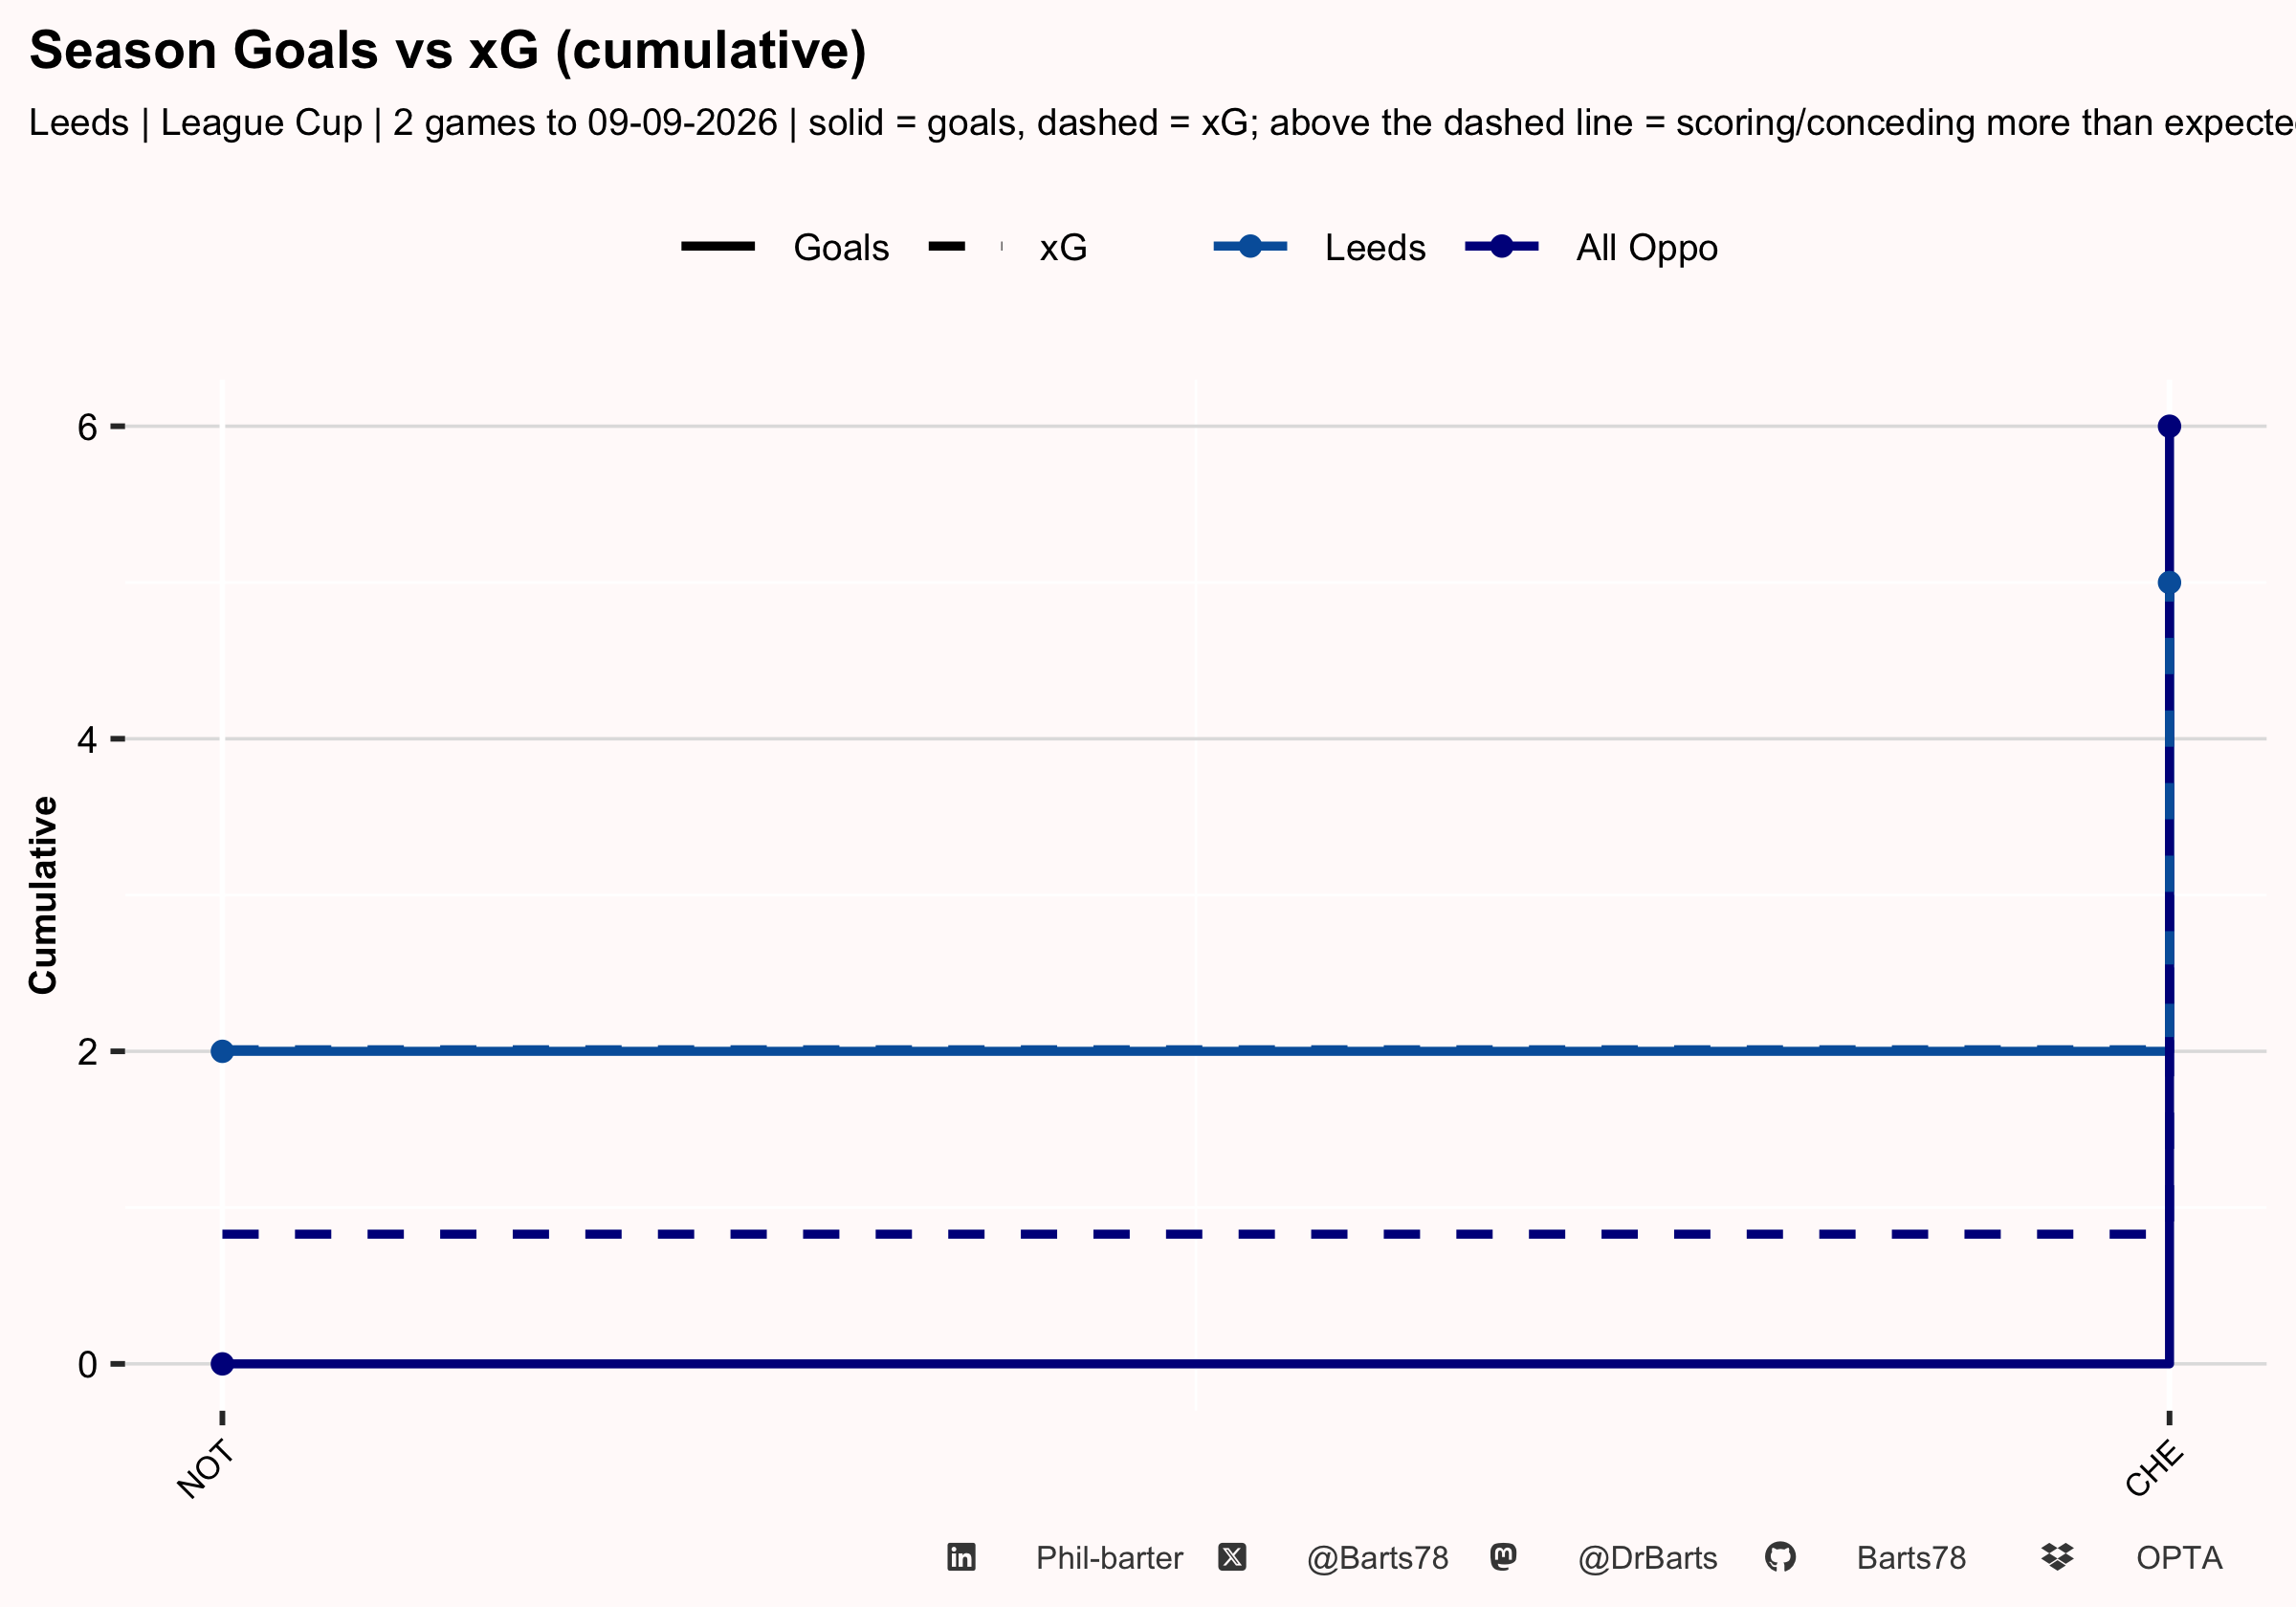 Season Goals vs xG (cumulative)
Leeds | League Cup | 2 games to 09-09-2026 | solid = goals, dashed = xG; above the dashed line = scoring/conceding more than expecte
Goals xG Leeds All Oppo
6
4
2
0
Cumulative
NOT CHE
Phil-barter @Barts78 @DrBarts Barts78 OPTA